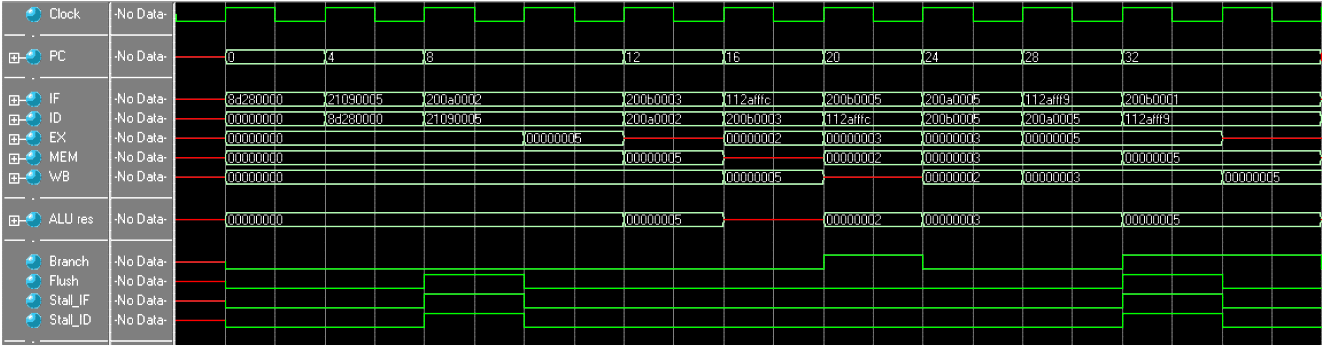 Clock -No Data-
PC -No Data- 0 4 8 12 16 20 24 28 32
IF -No Data- 8d280000 21090005 200a0002 200b0003 112afffc 200b0005 200a0005 112afff9 200b0001
ID -No Data- 00000000 8d280000 21090005 200a0002 200b0003 112afffc 200b0005 200a0005 112afff9
EX -No Data- 00000000 00000005 00000002 00000003 00000003 00000005
MEM -No Data- 00000000 00000005 00000002 00000003 00000005
WB -No Data- 00000000 00000005 00000002 00000003 00000005
ALU res -No Data- 00000000 00000005 00000002 00000003 00000005
Branch -No Data-
Flush -No Data-
Stall_IF -No Data-
Stall_ID -No Data-